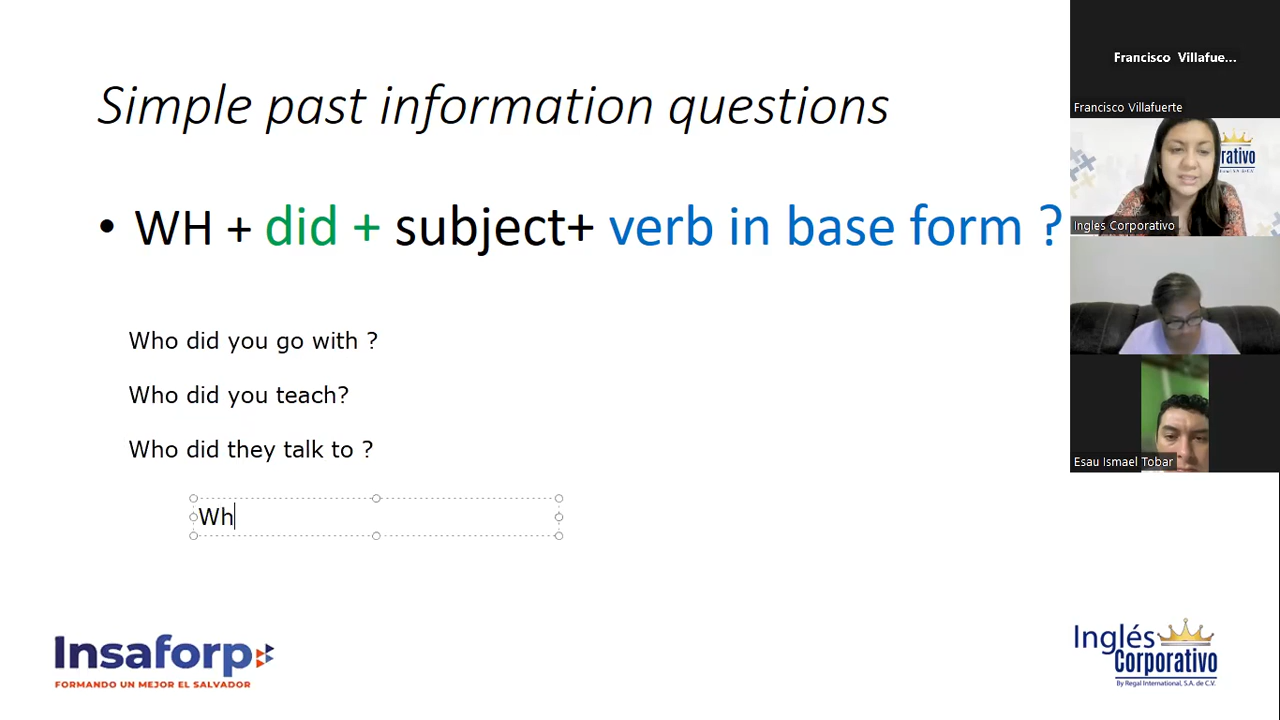 Simple past information questions
• WH + did + subject+ verb in base form ?
Who did you go with ?
Who did you teach?
Who did they talk to ?
Wh
Insaforp
FORMANDO UN MEJOR EL SALVADOR
Inglés
Corporativo
By Regal International, S.A. de C.V.
Francisco Villafue...
Francisco Villafuerte
rativo
Ingles Corporativo
Esau Ismael Tobar